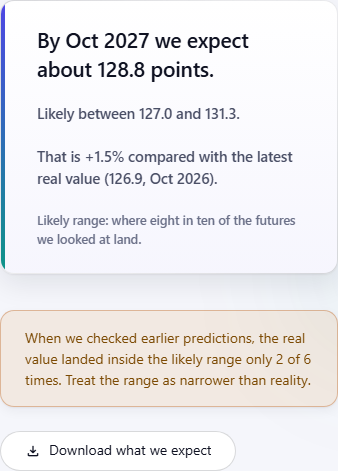 By Oct 2027 we expect
about 128.8 points.
Likely between 127.0 and 131.3.
That is +1.5% compared with the latest
real value (126.9, Oct 2026).
Likely range: where eight in ten of the futures
we looked at land.
When we checked earlier predictions, the real
value landed inside the likely range only 2 of 6
times. Treat the range as narrower than reality.
Download what we expect